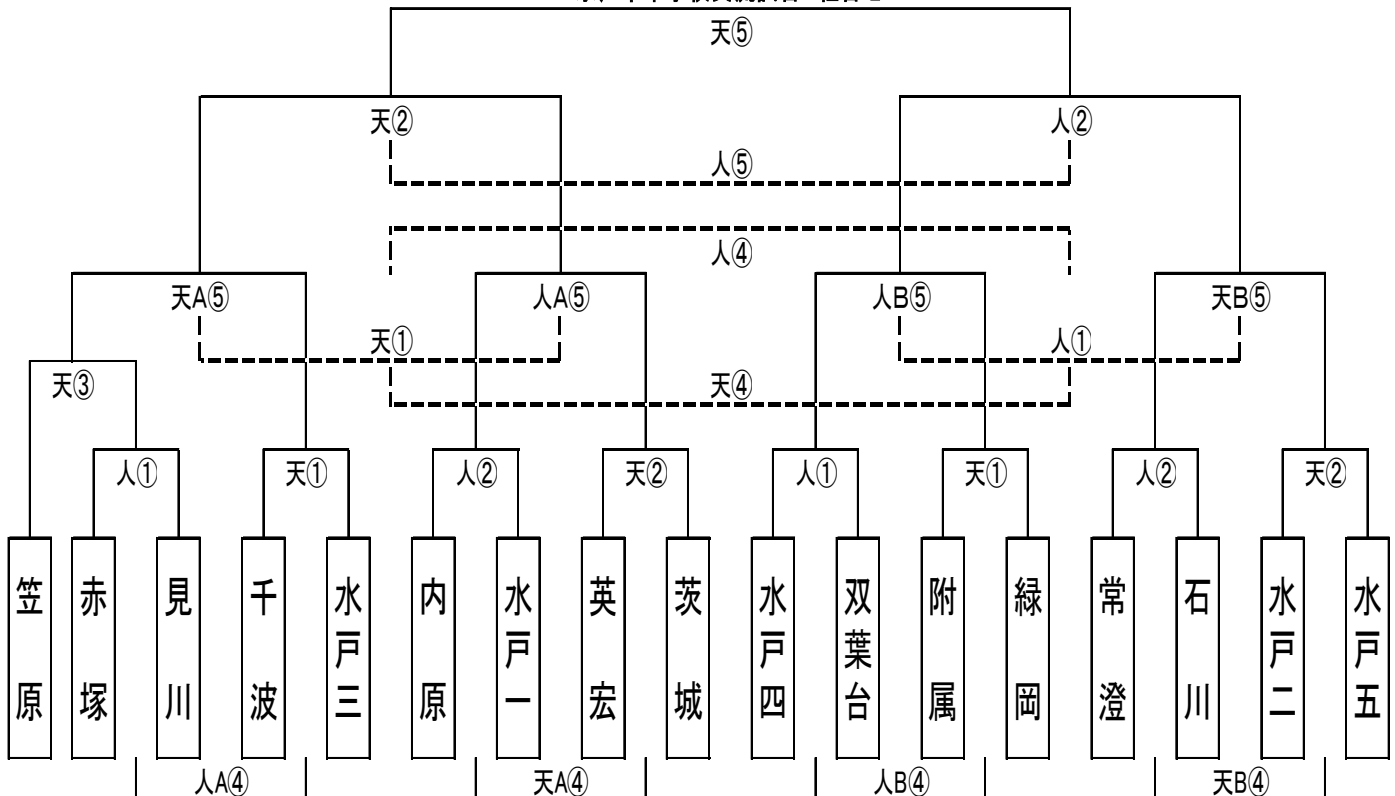 天⑤
天② 人②
人⑤
人④
天A⑤ 人A⑤ 人B⑤ 天B⑤
天① 人①
天③ 天④
人① 天① 人② 天② 人① 天① 人② 天②
笠原 赤塚 見川 千波 水戸三 内原 水戸一 英宏 茨城 水戸四 双葉台 附属 緑岡 常澄 石川 水戸二 水戸五
人A④ 天A④ 人B④ 天B④